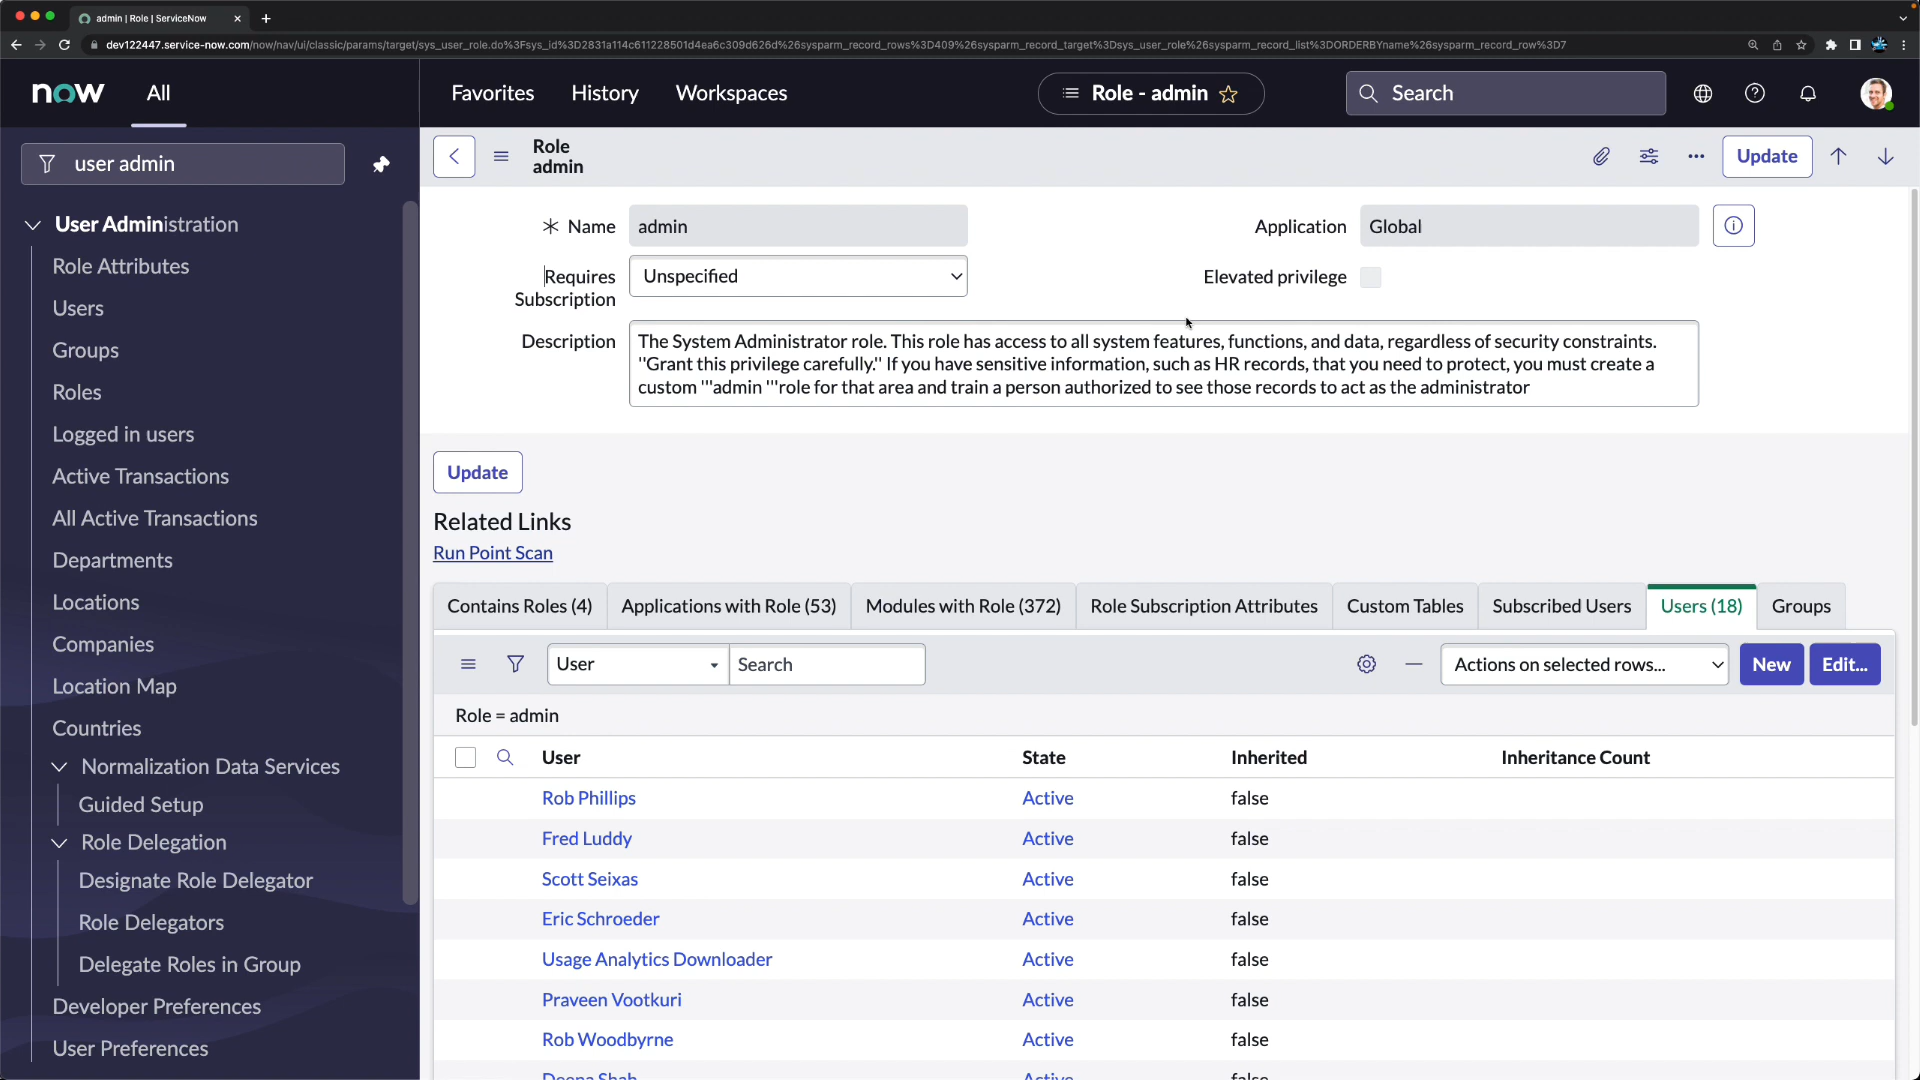 admin | Role | ServiceNow
dev122447.service-now.com/now/nav/ui/classic/params/target/sys_user_role.do%3Fsys_id%3D2831a114c611228501d4ea6c309d626d%26sysparm_record_rows%3D409%26sysparm_record_target%3Dsys_user_role%26sysparm_record_list%3DORDERBYname%26sysparm_record_row%3D7
now All Favorites History Workspaces Role - admin Search
user admin
User Administration
Role Attributes
Users
Groups
Roles
Logged in users
Active Transactions
All Active Transactions
Departments
Locations
Companies
Location Map
Countries
Normalization Data Services
Guided Setup
Role Delegation
Designate Role Delegator
Role Delegators
Delegate Roles in Group
Developer Preferences
User Preferences
Role
admin
Update
Name admin
Application Global
Requires Subscription Unspecified
Elevated privilege
Description
The System Administrator role. This role has access to all system features, functions, and data, regardless of security constraints.
''Grant this privilege carefully.'' If you have sensitive information, such as HR records, that you need to protect, you must create a
custom '''admin '''role for that area and train a person authorized to see those records to act as the administrator
Update
Related Links
Run Point Scan
Contains Roles (4) Applications with Role (53) Modules with Role (372) Role Subscription Attributes Custom Tables Subscribed Users Users (18) Groups
User Search Actions on selected rows... New Edit...
Role = admin
User State Inherited Inheritance Count
Rob Phillips Active false
Fred Luddy Active false
Scott Seixas Active false
Eric Schroeder Active false
Usage Analytics Downloader Active false
Praveen Vootkuri Active false
Rob Woodbyrne Active false
Deepa Shah Active false